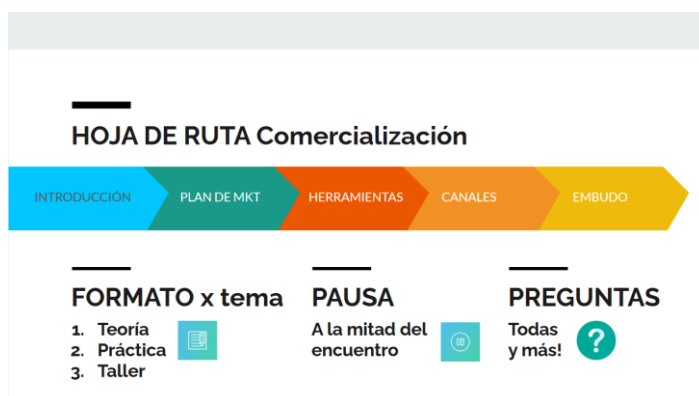 HOJA DE RUTA Comercialización
INTRODUCCIÓN
PLAN DE MKT
HERRAMIENTAS
CANALES
EMBUDO
FORMATO x tema
1. Teoría
2. Práctica
3. Taller
PAUSA
A la mitad del
encuentro
PREGUNTAS
Todas
y más!
?